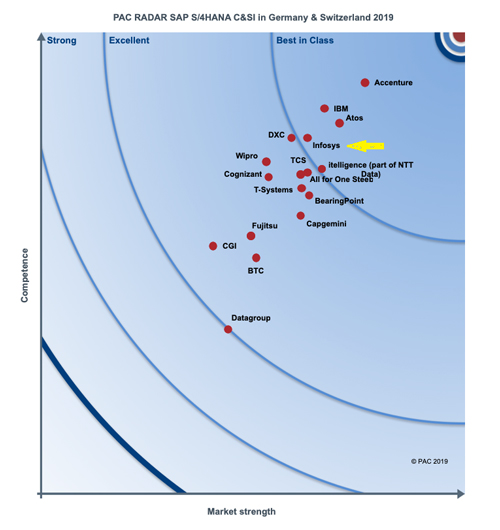 PAC RADAR SAP S/4HANA C&SI in Germany & Switzerland 2019
Strong
Excellent
Best in Class
Accenture
IBM
Atos
DXC
Infosys
Wipro
TCS
itelligence (part of NTT
Data)
Cognizant
All for One Steeb
T-Systems
BearingPoint
Capgemini
Fujitsu
CGI
BTC
Datagroup
Competence
© PAC 2019
Market strength